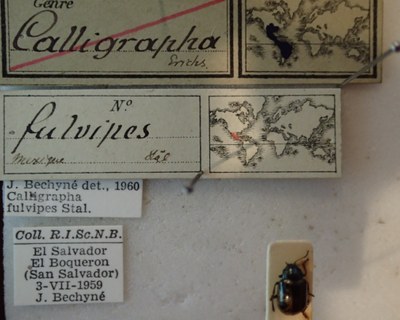 Genre
Calligrapha
Erichs.
N°
fulvipes
Mexique Stål
J. Bechyné det., 1960
Calligrapha
fulvipes Stal.
Coll. R.I.Sc.N.B.
El Salvador
El Boqueron
(San Salvador)
3-VII-1959
J. Bechyné